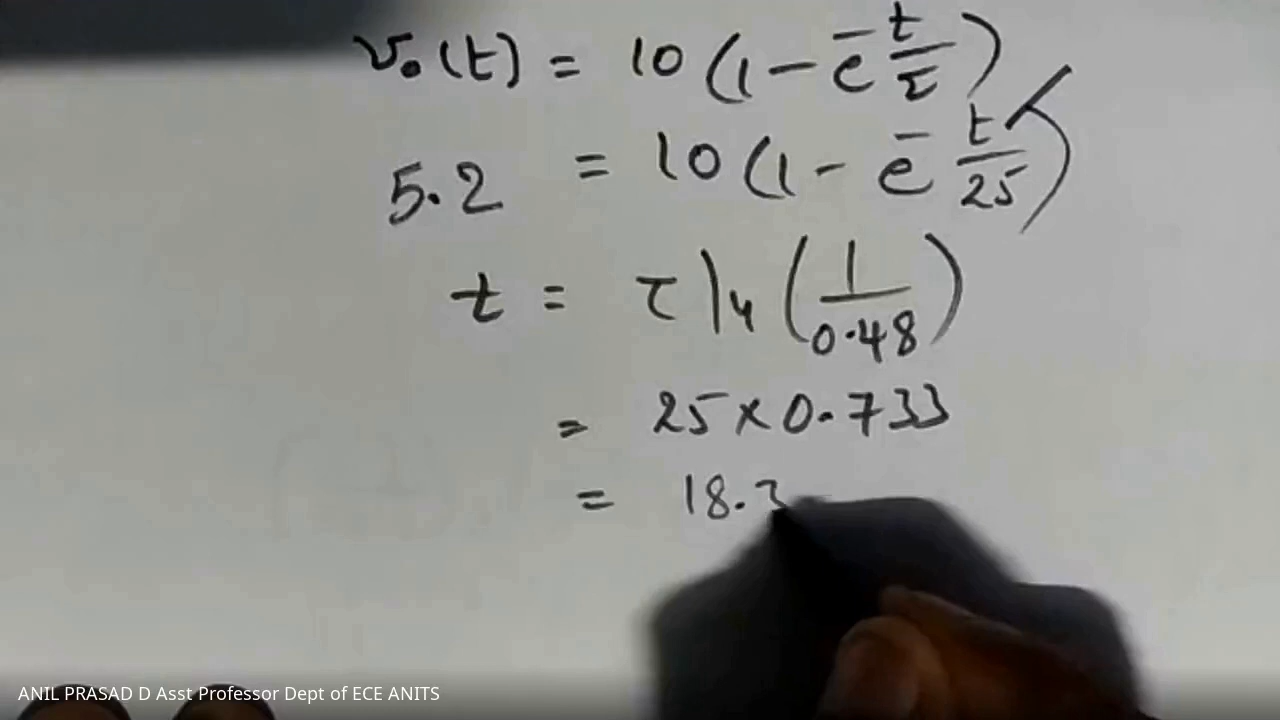 v₀(t) = 10 (1 - e^-t/τ)
5.2 = 10 (1 - e^-t/25)
t = τ ln (1/0.48)
= 25 × 0.733
= 18.3
ANIL PRASAD D Asst Professor Dept of ECE ANITS